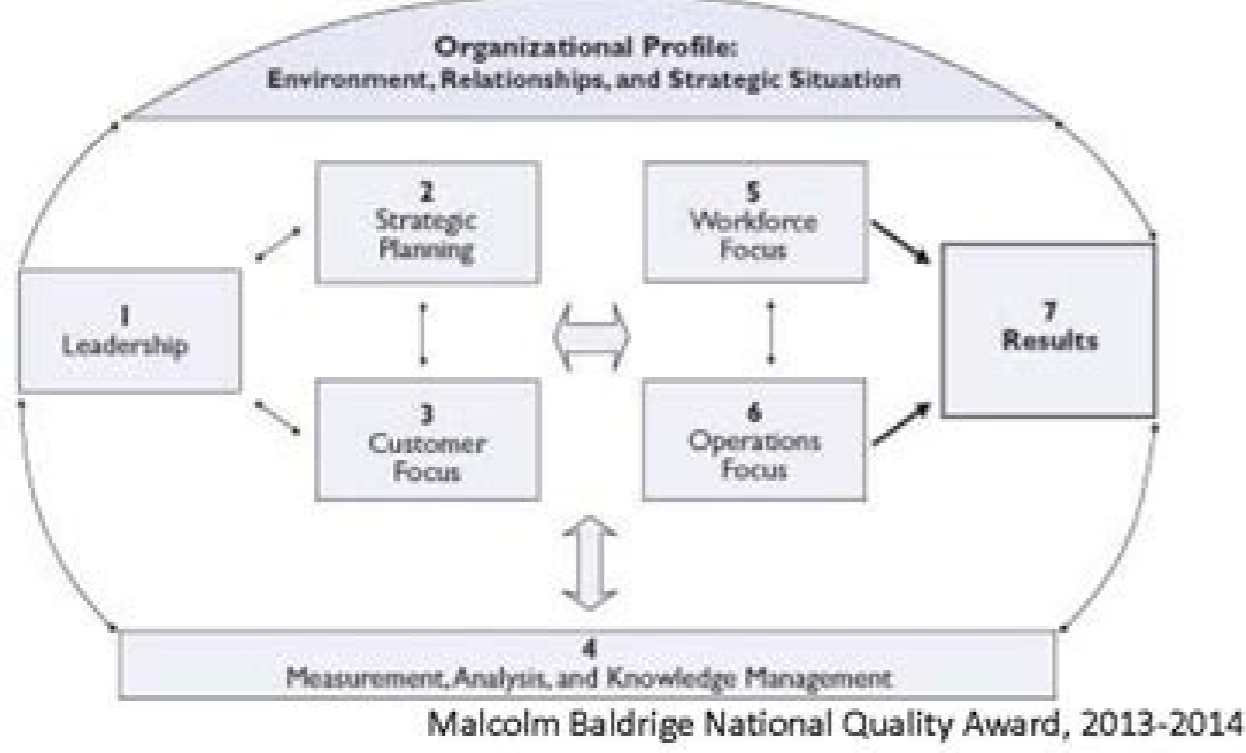 Organizational Profile:
Environment, Relationships, and Strategic Situation
2
Strategic
Planning
5
Workforce
Focus
1
Leadership
7
Results
3
Customer
Focus
6
Operations
Focus
4
Measurement, Analysis, and Knowledge Management
Malcolm Baldrige National Quality Award, 2013-2014